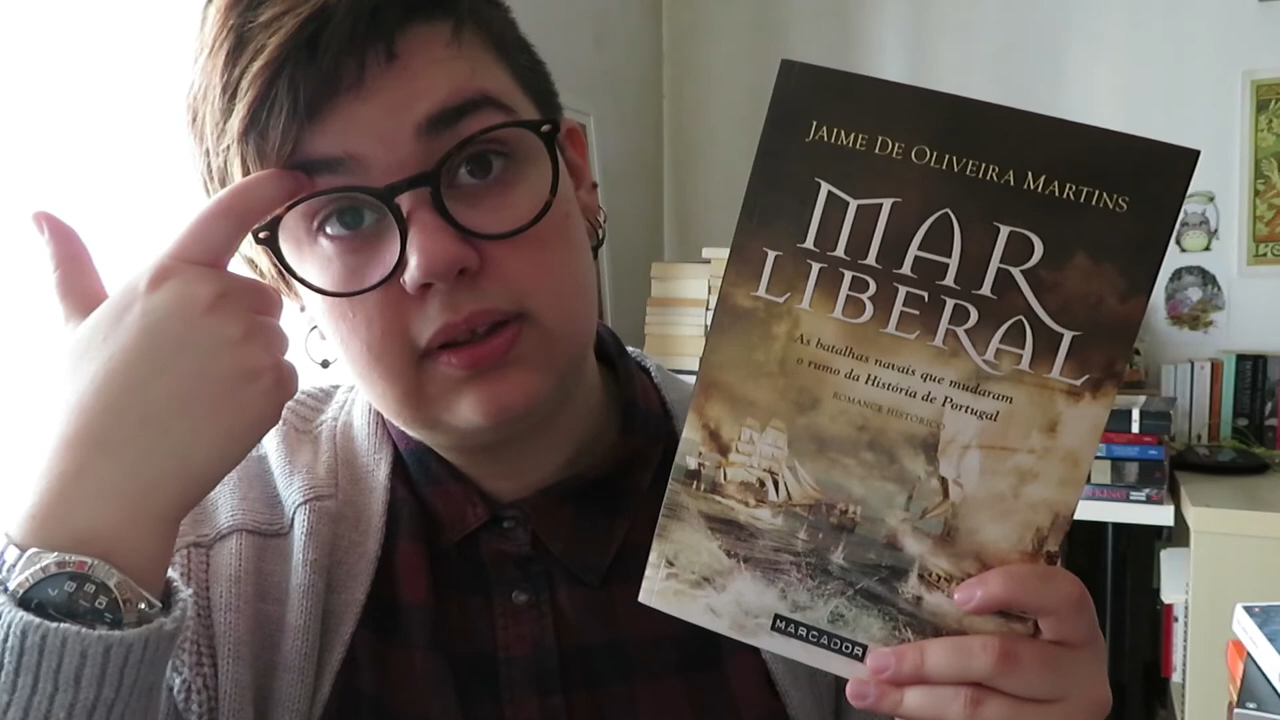 JAIME DE OLIVEIRA MARTINS
MAR
LIBERAL
As batalhas navais que mudaram
o rumo da História de Portugal
ROMANCE HISTÓRICO
MARCADOR
KING